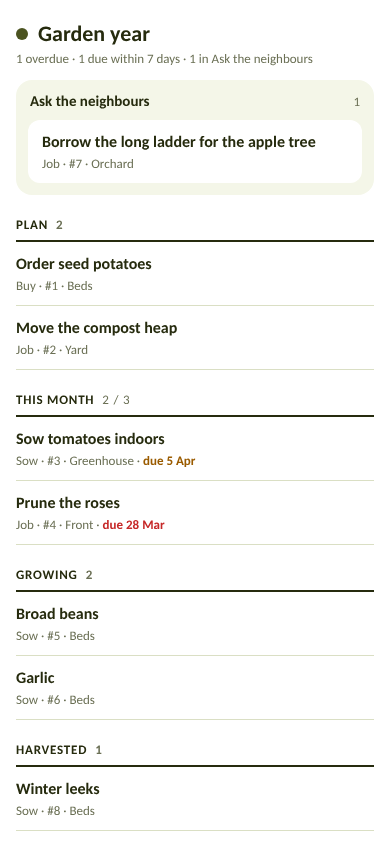 Garden year
1 overdue · 1 due within 7 days · 1 in Ask the neighbours
Ask the neighbours 1
Borrow the long ladder for the apple tree
Job · #7 · Orchard
PLAN 2
Order seed potatoes
Buy · #1 · Beds
Move the compost heap
Job · #2 · Yard
THIS MONTH 2 / 3
Sow tomatoes indoors
Sow · #3 · Greenhouse · due 5 Apr
Prune the roses
Job · #4 · Front · due 28 Mar
GROWING 2
Broad beans
Sow · #5 · Beds
Garlic
Sow · #6 · Beds
HARVESTED 1
Winter leeks
Sow · #8 · Beds